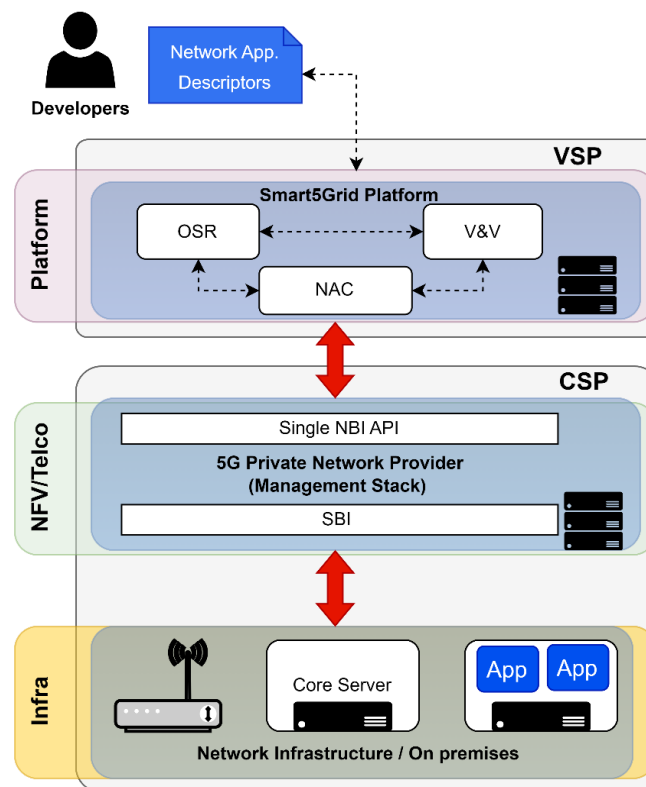 Network App.
Descriptors
Developers
VSP
Platform
Smart5Grid Platform
OSR
V&V
NAC
CSP
NFV/Telco
Single NBI API
5G Private Network Provider
(Management Stack)
SBI
Infra
Core Server
App
App
Network Infrastructure / On premises